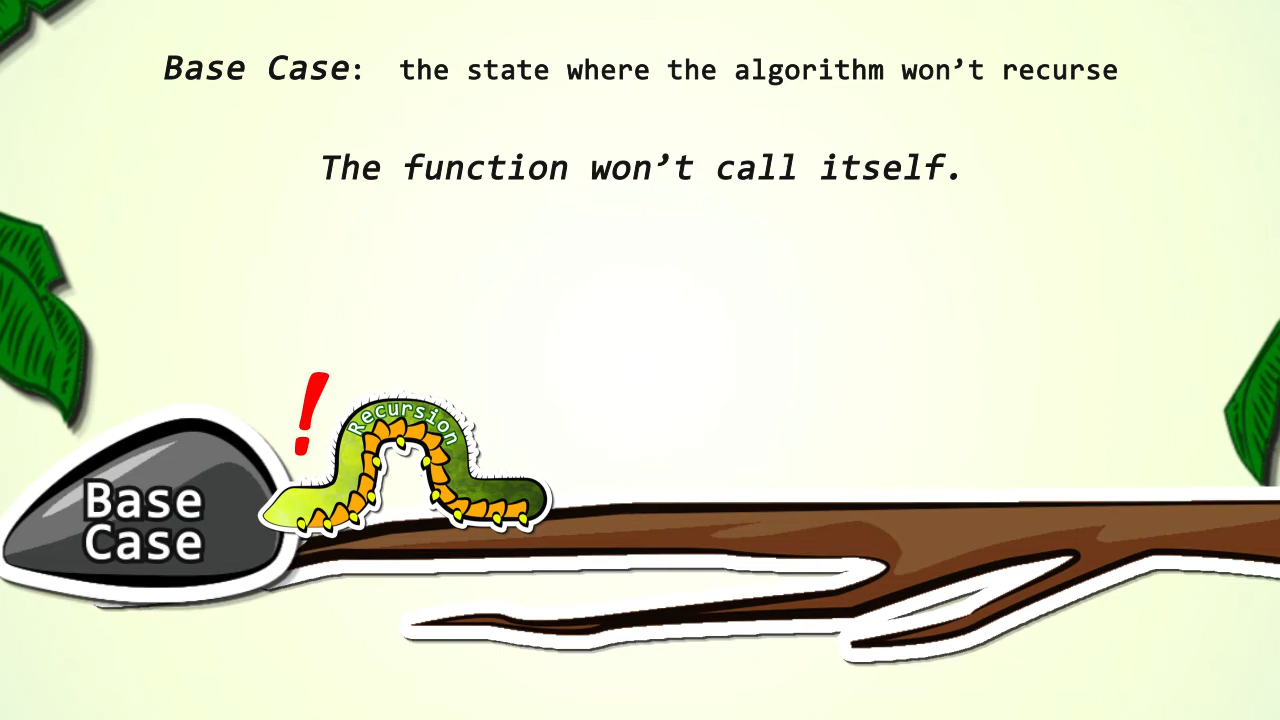 Base Case: the state where the algorithm won’t recurse
The function won’t call itself.
!
Recursion
Base
Case